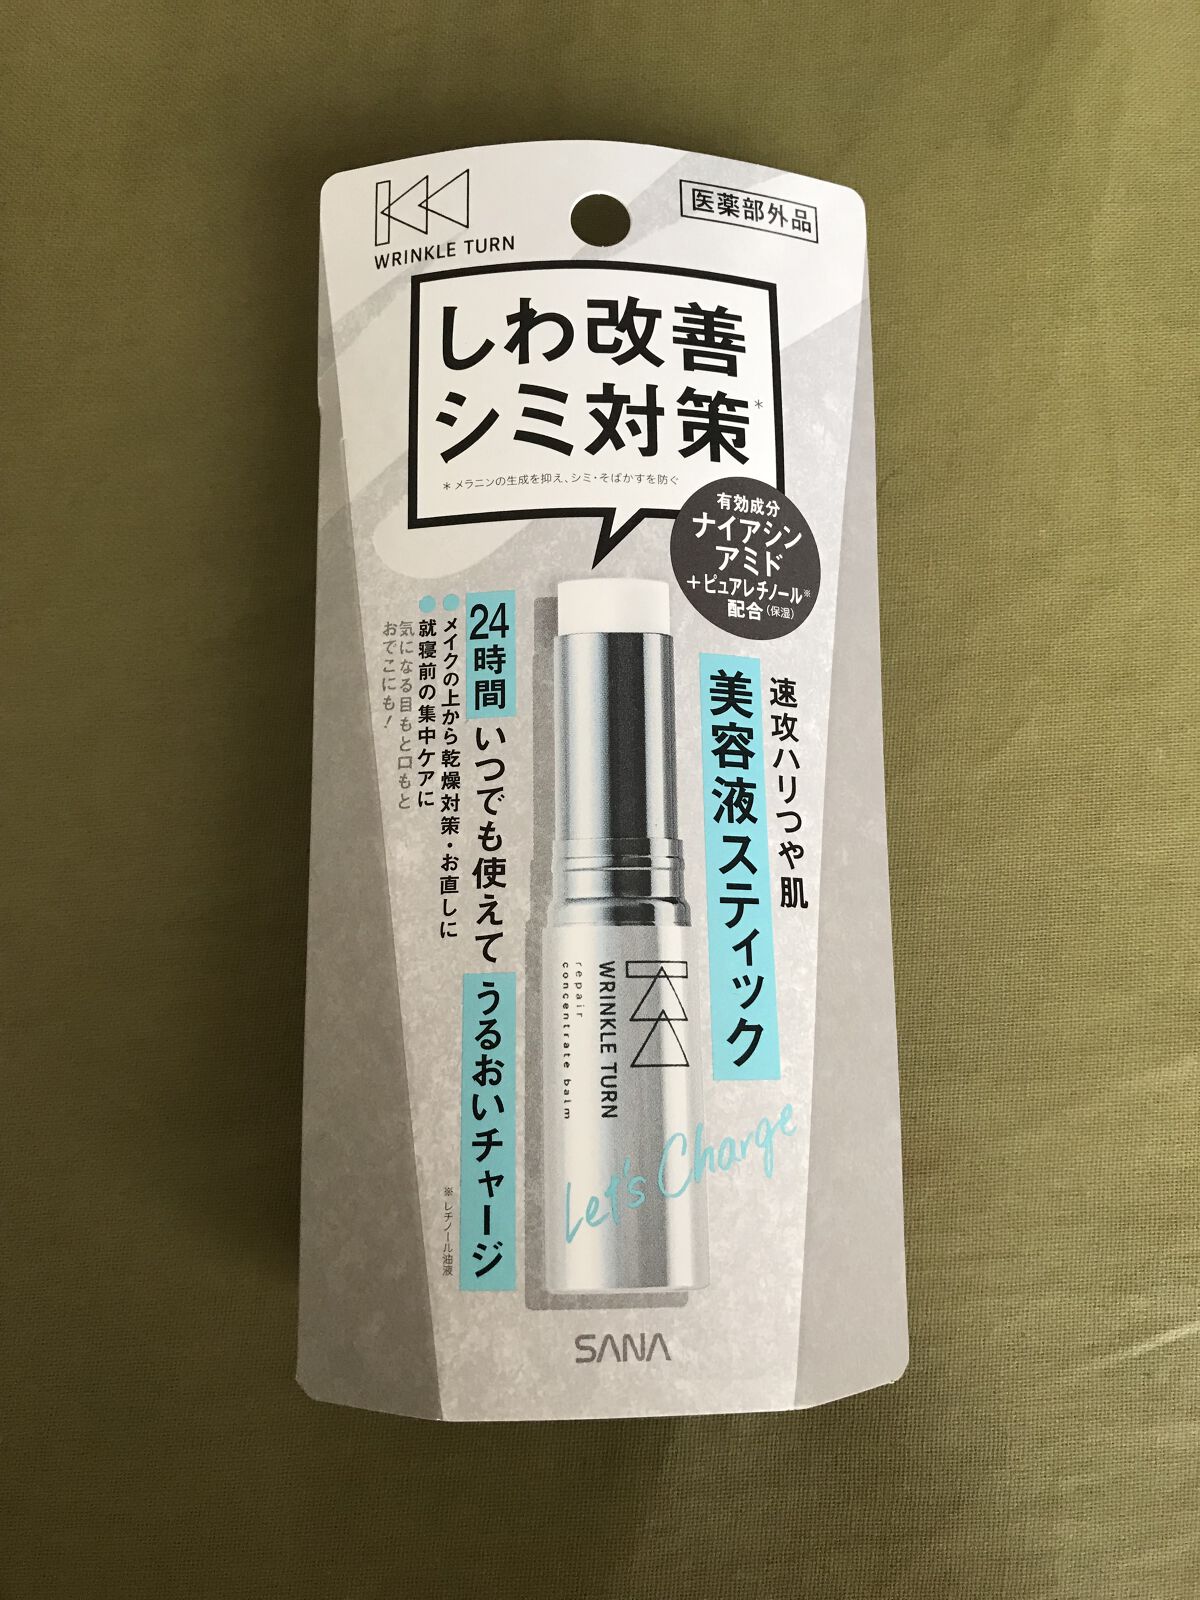 WRINKLE TURN
医薬部外品
しわ改善
シミ対策*
*メラニンの生成を抑え、シミ・そばかすを防ぐ
有効成分
ナイアシン
アミド
+ピュアレチノール※
配合(保湿)
速攻ハリつや肌
美容液スティック
24時間いつでも使えてうるおいチャージ
メイクの上から乾燥対策・お直しに
就寝前の集中ケアに
気になる目もと口もと
おでこにも!
※レチノール油液
WRINKLE TURN
repair
concentrate balm
Let's Charge
SANA